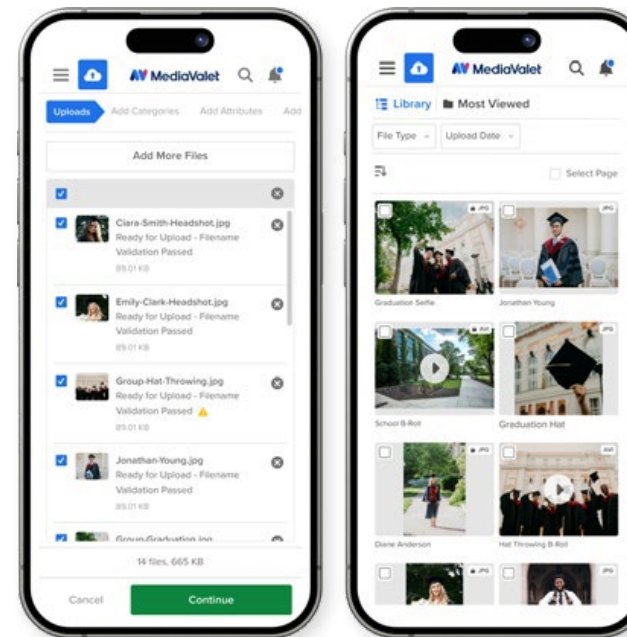 MediaValet
Uploads
Add Categories
Add Attributes
Add
Add More Files
Ciara-Smith-Headshot.jpg
Ready for Upload - Filename
Validation Passed
89.01 KB
Emily-Clark-Headshot.jpg
Ready for Upload - Filename
Validation Passed
89.01 KB
Group-Hat-Throwing.jpg
Ready for Upload - Filename
Validation Passed
89.01 KB
Jonathan-Young.jpg
Ready for Upload - Filename
Validation Passed
89.01 KB
Group-Graduation.jpg
14 files, 665 KB
Cancel
Continue
MediaValet
Library
Most Viewed
File Type
Upload Date
Select Page
JPG
JPG
Graduation Selfie
Jonathan Young
AVI
JPG
School B-Roll
Graduation Hat
JPG
AVI
Diane Anderson
Hat Throwing B-Roll
JPG
JPG